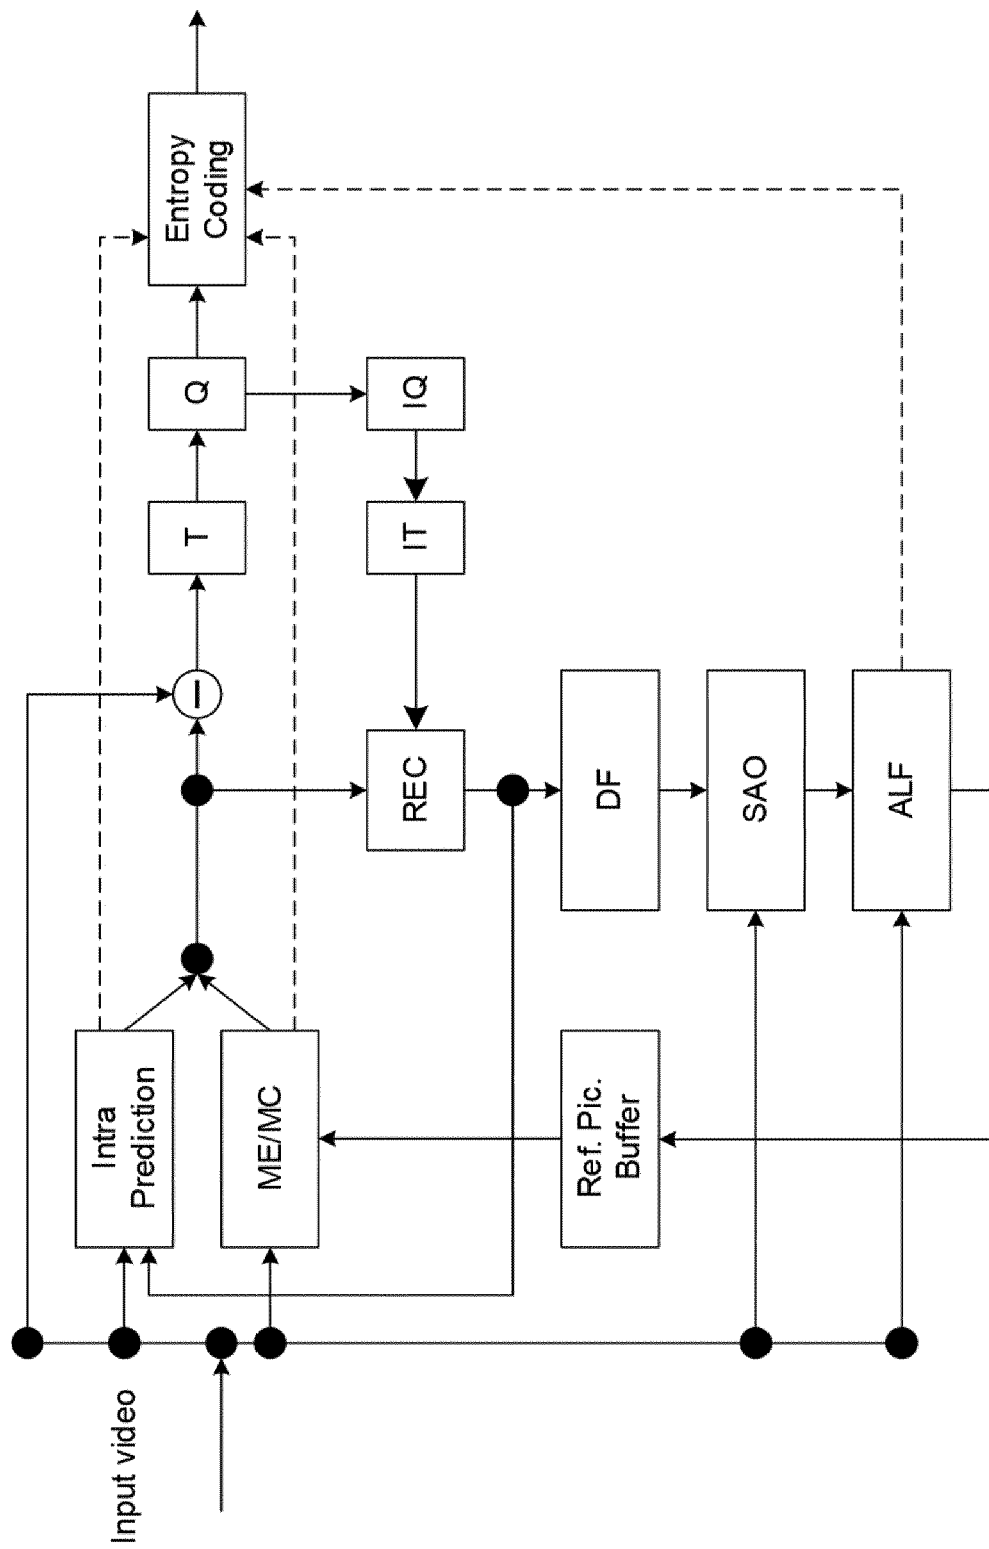 Input video
Intra
Prediction
T
Q
Entropy
Coding
ME/MC
REC
IT
IQ
Ref. Pic.
Buffer
DF
SAO
ALF